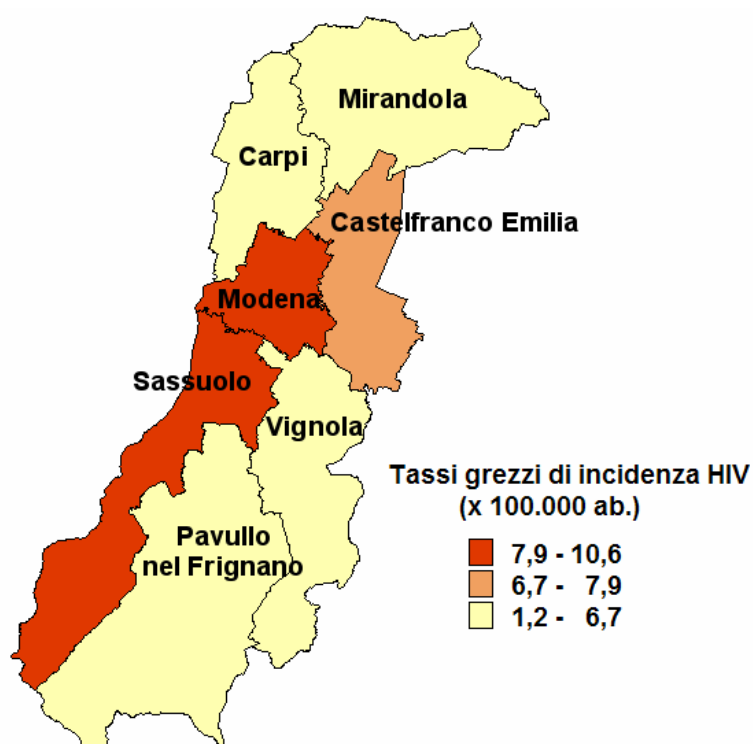 Mirandola
Carpi
Castelfranco Emilia
Modena
Sassuolo
Vignola
Pavullo
nel Frignano
Tassi grezzi di incidenza HIV
(x 100.000 ab.)
7,9 - 10,6
6,7 - 7,9
1,2 - 6,7